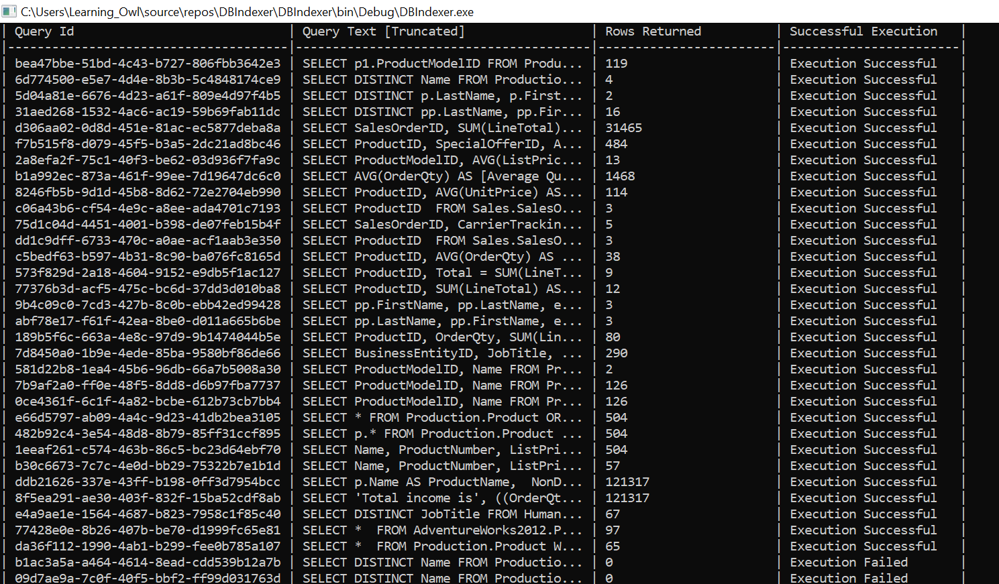 C:\Users\Learning_Owl\source\repos\DBIndexer\DBIndexer\bin\Debug\DBIndexer.exe
| Query Id | Query Text [Truncated] | Rows Returned | Successful Execution |
|--------------------------------------|----------------------------------------|------------------------|------------------------|
| bea47bbe-51bd-4c43-b727-806fbb3642e3 | SELECT p1.ProductModelID FROM Produ... | 119 | Execution Successful |
| 6d774500-e5e7-4d4e-8b3b-5c4848174ce9 | SELECT DISTINCT Name FROM Productio... | 4 | Execution Successful |
| 5d04a81e-6676-4d23-a61f-809e4d97f4b5 | SELECT DISTINCT p.LastName, p.First... | 2 | Execution Successful |
| 31aed268-1532-4ac6-ac19-59b69fab11dc | SELECT DISTINCT pp.LastName, pp.Fir... | 16 | Execution Successful |
| d306aa02-0d8d-451e-81ac-ec5877deba8a | SELECT SalesOrderID, SUM(LineTotal)... | 31465 | Execution Successful |
| f7b515f8-d079-45f5-b3a5-2dc21ad8bc46 | SELECT ProductID, SpecialOfferID, A... | 484 | Execution Successful |
| 2a8efa2f-75c1-40f3-be62-03d936f7fa9c | SELECT ProductModelID, AVG(ListPric... | 13 | Execution Successful |
| b1a992ec-873a-461f-99ee-7d19647dc6c0 | SELECT AVG(OrderQty) AS [Average Qu... | 1468 | Execution Successful |
| 8246fb5b-9d1d-45b8-8d62-72e2704eb990 | SELECT ProductID, AVG(UnitPrice) AS... | 114 | Execution Successful |
| c06a43b6-cf54-4e9c-a8ee-ada4701c7193 | SELECT ProductID  FROM Sales.SalesO... | 3 | Execution Successful |
| 75d1c04d-4451-4001-b398-de07feb15b4f | SELECT SalesOrderID, CarrierTrackin... | 5 | Execution Successful |
| dd1c9dff-6733-470c-a0ae-acf1aab3e350 | SELECT ProductID  FROM Sales.SalesO... | 3 | Execution Successful |
| c5bedf63-b597-4b31-8c90-ba076fc8165d | SELECT ProductID, AVG(OrderQty) AS ... | 38 | Execution Successful |
| 573f829d-2a18-4604-9152-e9db5f1ac127 | SELECT ProductID, Total = SUM(LineT... | 9 | Execution Successful |
| 77376b3d-acf5-475c-bc6d-37dd3d010ba8 | SELECT ProductID, SUM(LineTotal) AS... | 12 | Execution Successful |
| 9b4c09c0-7cd3-427b-8c0b-ebb42ed99428 | SELECT pp.FirstName, pp.LastName, e... | 3 | Execution Successful |
| abf78e17-f61f-42ea-8be0-d011a665b6be | SELECT pp.LastName, pp.FirstName, e... | 3 | Execution Successful |
| 189b5f6c-663a-4e8c-97d9-9b1474044b5e | SELECT ProductID, OrderQty, SUM(Lin... | 80 | Execution Successful |
| 7d8450a0-1b9e-4ede-85ba-9580bf86de66 | SELECT BusinessEntityID, JobTitle, ... | 290 | Execution Successful |
| 581d22b8-1ea4-45b6-96db-66a7b5008a30 | SELECT ProductModelID, Name FROM Pr... | 2 | Execution Successful |
| 7b9af2a0-ff0e-48f5-8dd8-d6b97fba7737 | SELECT ProductModelID, Name FROM Pr... | 126 | Execution Successful |
| 0ce4361f-6c1f-4a82-bcbe-612b73cb7bb4 | SELECT ProductModelID, Name FROM Pr... | 126 | Execution Successful |
| e66d5797-ab09-4a4c-9d23-41db2bea3105 | SELECT * FROM Production.Product OR... | 504 | Execution Successful |
| 482b92c4-3e54-48d8-8b79-85ff31ccf895 | SELECT p.* FROM Production.Product ... | 504 | Execution Successful |
| 1eeaf261-c574-463b-86c5-bc23d64ebf70 | SELECT Name, ProductNumber, ListPri... | 504 | Execution Successful |
| b30c6673-7c7c-4e0d-bb29-75322b7e1b1d | SELECT Name, ProductNumber, ListPri... | 57 | Execution Successful |
| ddb21626-337e-43ff-b198-0ff3d7954bcc | SELECT p.Name AS ProductName,  NonD... | 121317 | Execution Successful |
| 8f5ea291-ae30-403f-832f-15ba52cdf8ab | SELECT 'Total income is', ((OrderQt... | 121317 | Execution Successful |
| e4a9ae1e-1564-4687-b823-7958c1f85c40 | SELECT DISTINCT JobTitle FROM Human... | 67 | Execution Successful |
| 77428e0e-8b26-407b-be70-d1999fc65e81 | SELECT *  FROM AdventureWorks2012.P... | 97 | Execution Successful |
| da36f112-1990-4ab1-b299-fee0b785a107 | SELECT *  FROM Production.Product W... | 65 | Execution Successful |
| b1ac3a5a-a464-4614-8ead-cdd539b12a7b | SELECT DISTINCT Name FROM Productio... | 0 | Execution Failed |
| 09d7ae9a-7c0f-40f5-bbf2-ff99d031763d | SELECT DISTINCT Name FROM Productio... | 0 | Execution Failed |